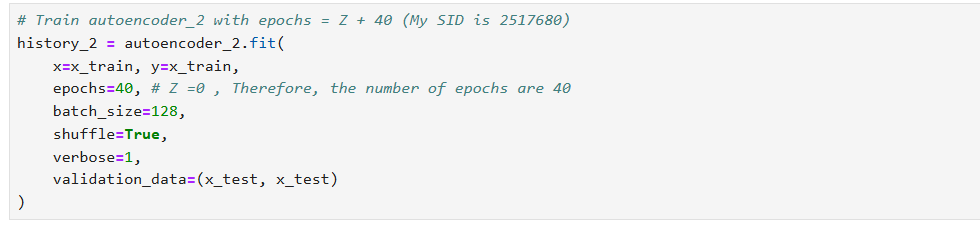 # Train autoencoder_2 with epochs = Z + 40 (My SID is 2517680)
history_2 = autoencoder_2.fit(
    x=x_train, y=x_train,
    epochs=40, # Z =0 , Therefore, the number of epochs are 40
    batch_size=128,
    shuffle=True,
    verbose=1,
    validation_data=(x_test, x_test)
)